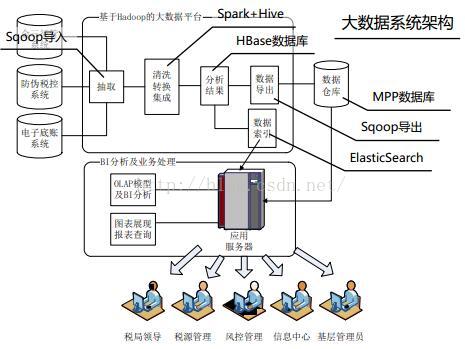 大数据系统架构
基于Hadoop的大数据平台
Spark+Hive
Sqoop导入
系统
HBase数据库
防伪税控
系统
抽取
清洗
转换
集成
分析
结果
数据
导出
数据
仓库
MPP数据库
Sqoop导出
电子底账
系统
数据
索引
ElasticSearch
BI分析及业务处理
OLAP模型
及BI分析
图表展现
报表查询
应用
服务器
税局领导
税源管理
风控管理
信息中心
基层管理员